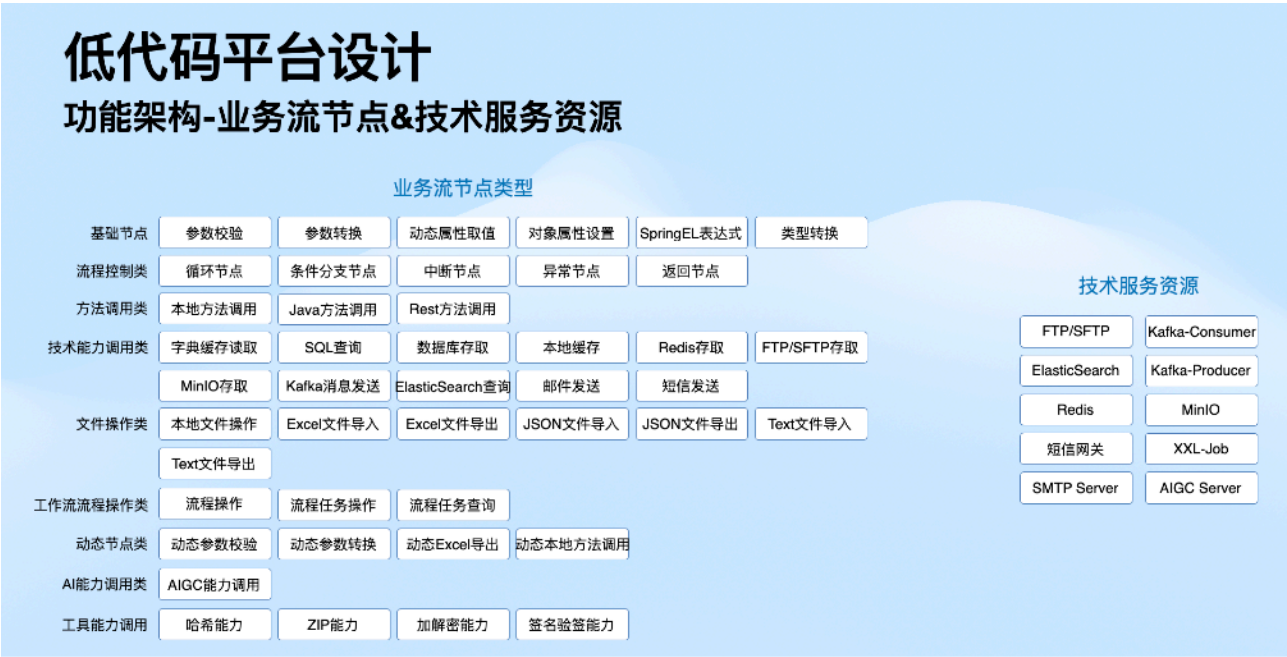 低代码平台设计
功能架构-业务流节点&技术服务资源
业务流节点类型
基础节点 参数校验 参数转换 动态属性取值 对象属性设置 SpringEL表达式 类型转换
流程控制类 循环节点 条件分支节点 中断节点 异常节点 返回节点
方法调用类 本地方法调用 Java方法调用 Rest方法调用
技术能力调用类 字典缓存读取 SQL查询 数据库存取 本地缓存 Redis存取 FTP/SFTP存取
MinIO存取 Kafka消息发送 ElasticSearch查询 邮件发送 短信发送
文件操作类 本地文件操作 Excel文件导入 Excel文件导出 JSON文件导入 JSON文件导出 Text文件导入
Text文件导出
工作流流程操作类 流程操作 流程任务操作 流程任务查询
动态节点类 动态参数校验 动态参数转换 动态Excel导出 动态本地方法调用
AI能力调用类 AIGC能力调用
工具能力调用 哈希能力 ZIP能力 加解密能力 签名验签能力
技术服务资源
FTP/SFTP Kafka-Consumer
ElasticSearch Kafka-Producer
Redis MinIO
短信网关 XXL-Job
SMTP Server AIGC Server